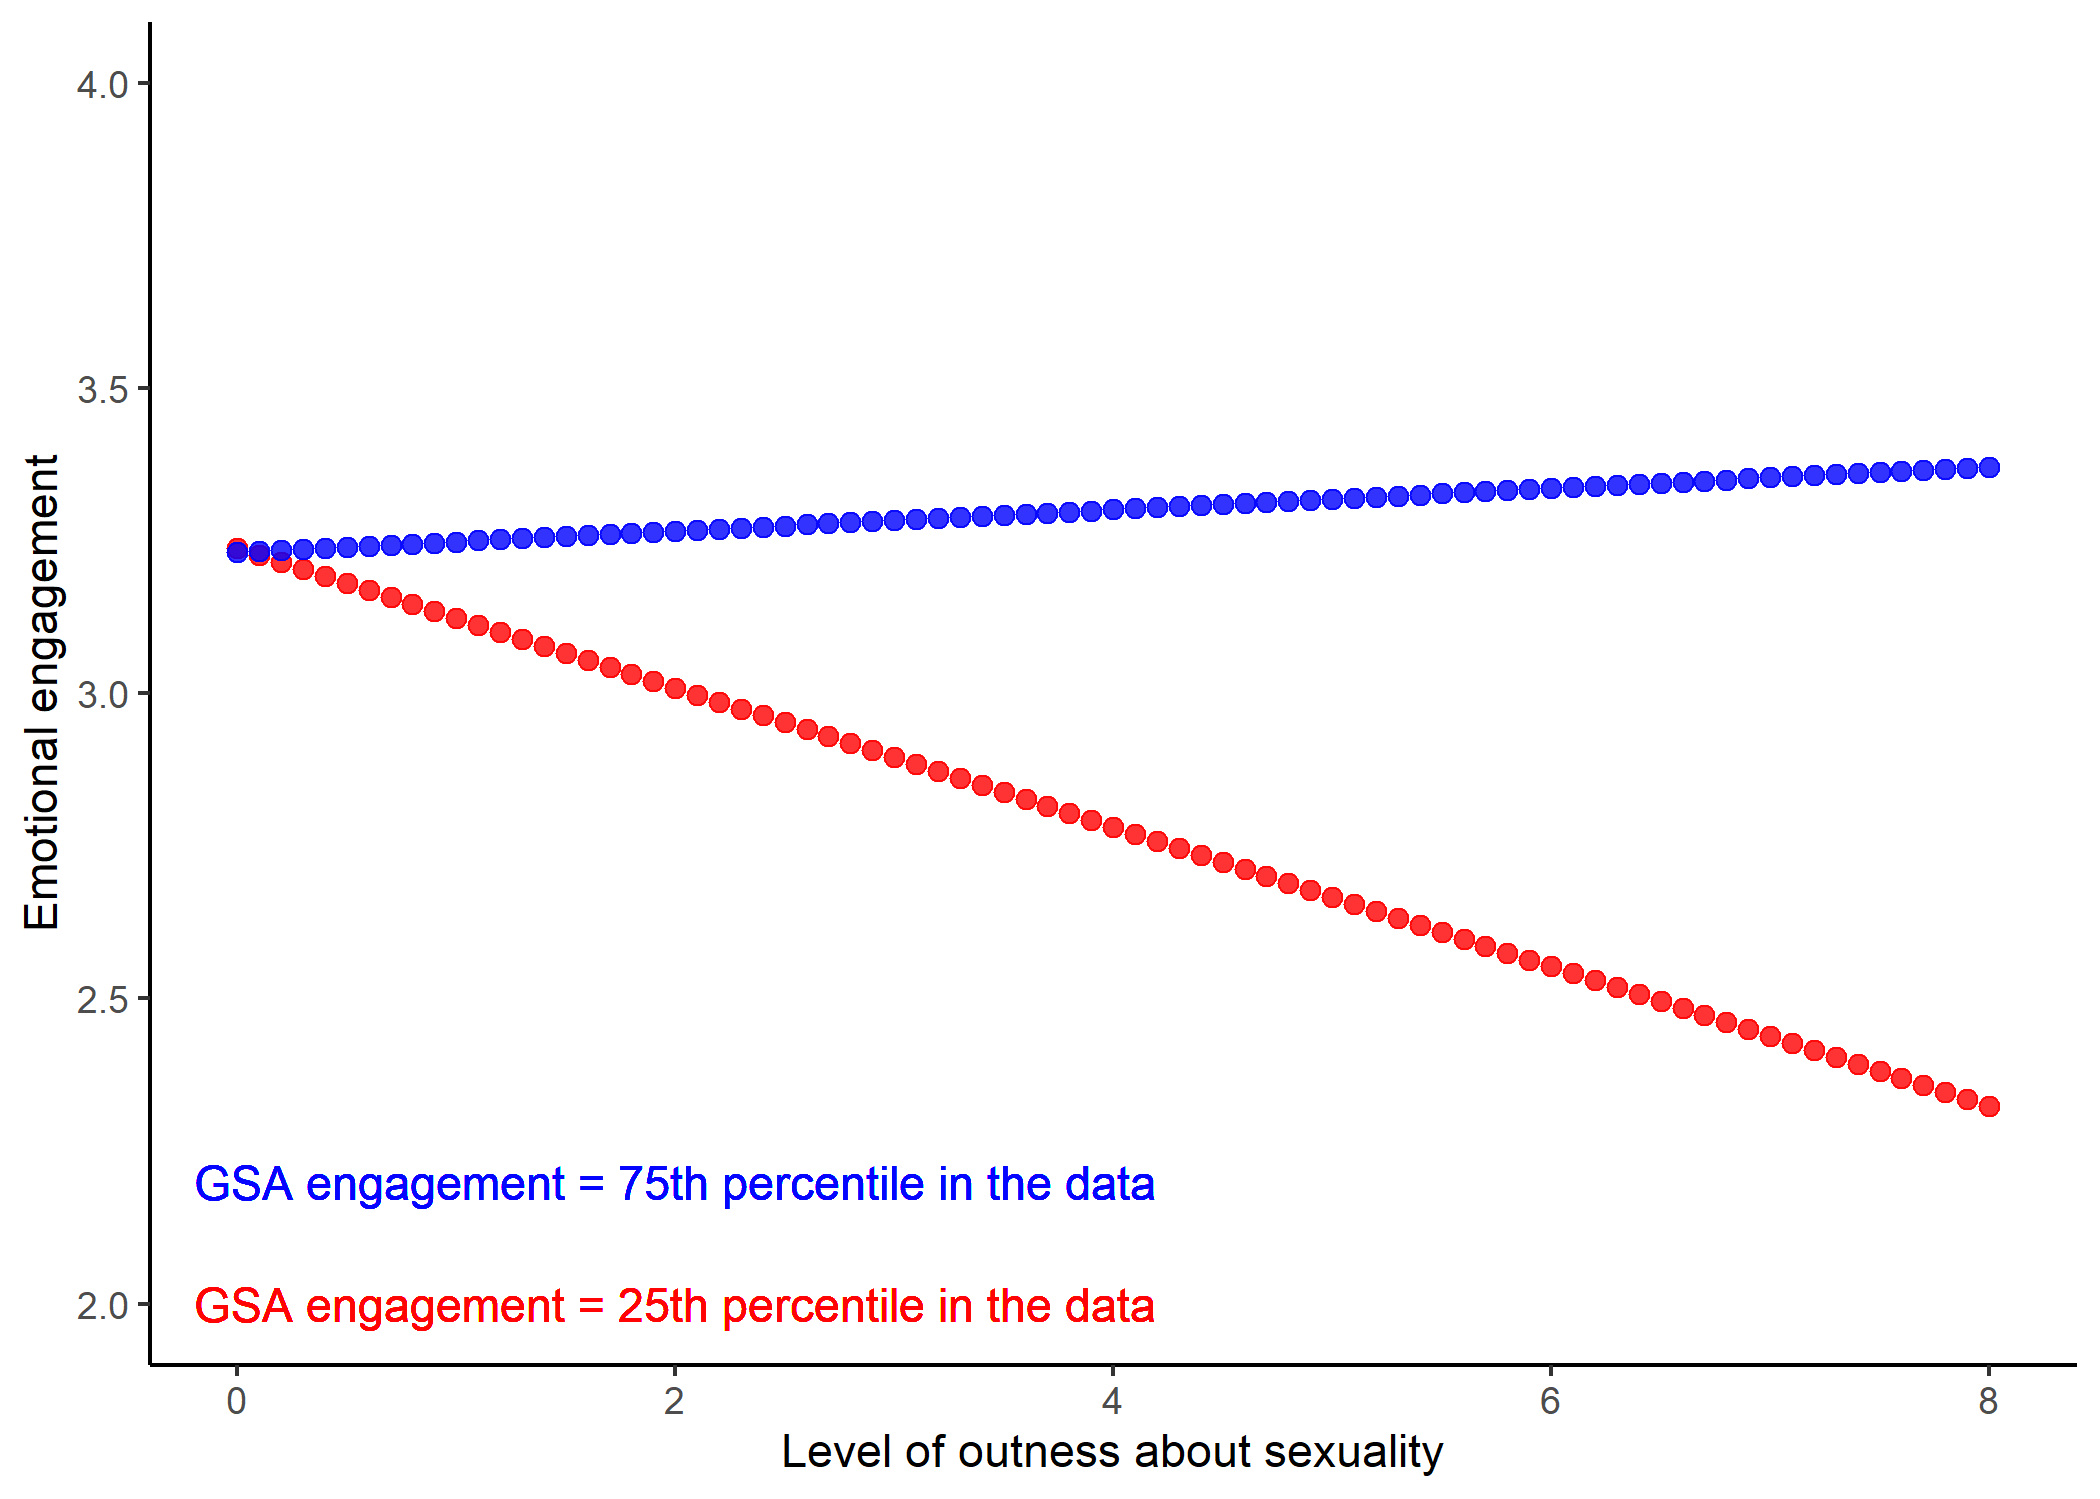 4.0
3.5
3.0
2.5
2.0
Emotional engagement
GSA engagement = 75th percentile in the data
GSA engagement = 25th percentile in the data
0 2 4 6 8
Level of outness about sexuality